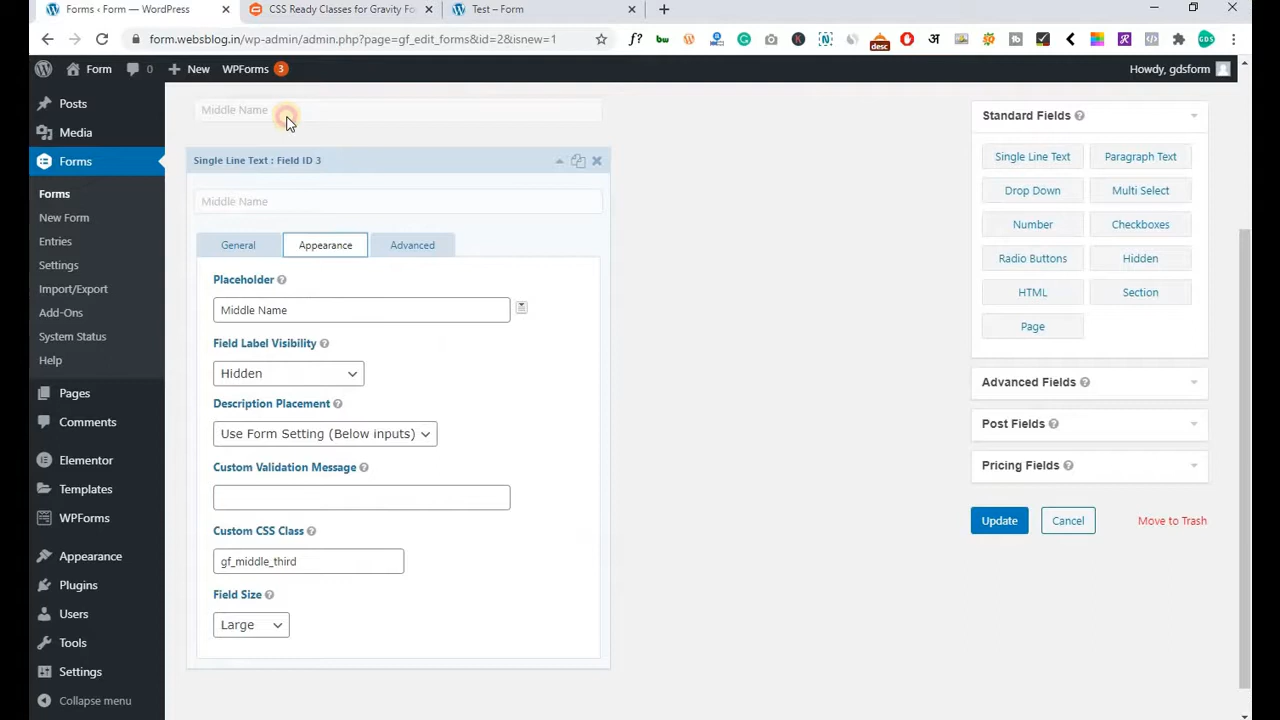 Forms ‹ Form — WordPress
CSS Ready Classes for Gravity Fo
Test – Form
form.websblog.in/wp-admin/admin.php?page=gf_edit_forms&id=2&isnew=1
f?
bw
desc
अ
GDS
Form
0
New
WPForms 3
Howdy, gdsform
Posts
Media
Forms
Forms
New Form
Entries
Settings
Import/Export
Add-Ons
System Status
Help
Pages
Comments
Elementor
Templates
WPForms
Appearance
Plugins
Users
Tools
Settings
Collapse menu
Middle Name
Single Line Text : Field ID 3
Middle Name
General
Appearance
Advanced
Placeholder
Middle Name
Field Label Visibility
Hidden
Description Placement
Use Form Setting (Below inputs)
Custom Validation Message
Custom CSS Class
gf_middle_third
Field Size
Large
Standard Fields
Single Line Text
Paragraph Text
Drop Down
Multi Select
Number
Checkboxes
Radio Buttons
Hidden
HTML
Section
Page
Advanced Fields
Post Fields
Pricing Fields
Update
Cancel
Move to Trash